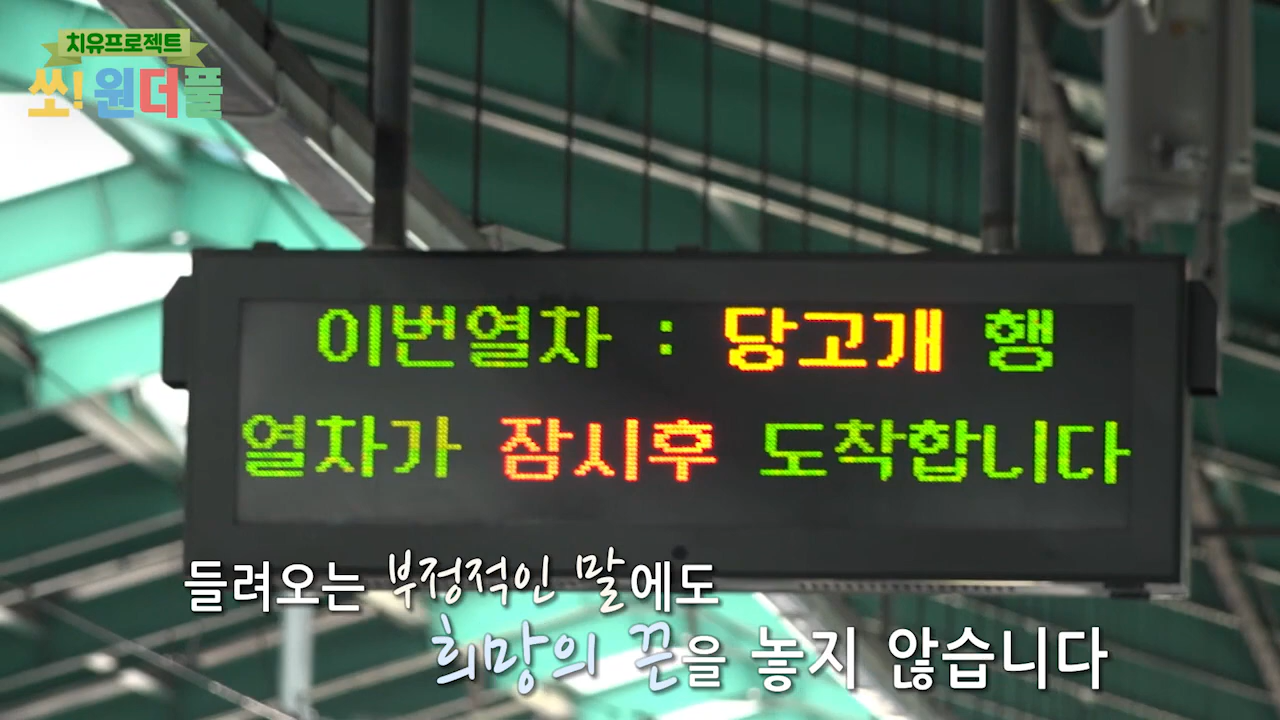 치유프로젝트
쏘! 원더풀
이번열차 : 당고개 행
열차가 잠시후 도착합니다
들려오는 부정적인 말에도
희망의 끈을 놓지 않습니다